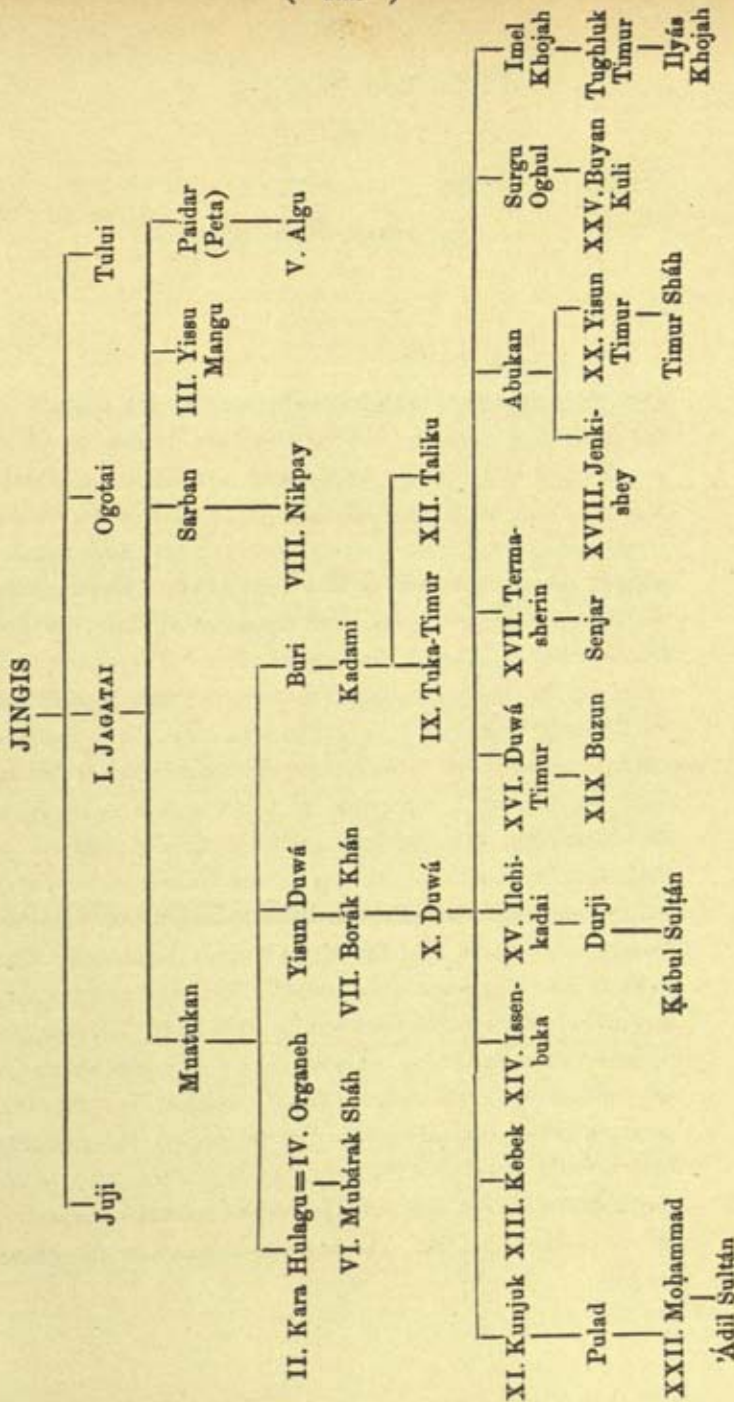 JINGIS
Juji I. JAGATAI Ogotai Tului
Muatukan Sarban III. Yissu Paidar
Mangu (Peta)
II. Kara Hulagu=IV. Organeh Yisun Duwá Buri VIII. Nikpay V. Algu
VI. Mubárak Sháh VII. Borák Khán Kadami
X. Duwá IX. Tuka-Timur XII. Taliku
XI. Kunjuk XIII. Kebek XIV. Issen- XV. Ilchi- XVI. Duwá XVII. Terma- Abukan Surgu Imel
buka kadai Timur sherin Oghul Khojah
Pulad Durji XIX Buzun Senjar XVIII. Jenki- XX. Yisun XXV. Buyan Tughluk
shey Timur Kuli Timur
XXII. Moḥammad Ḳábul Sulṭán Timur Sháh Ilyás
Khojah
'Ádil Sulṭán